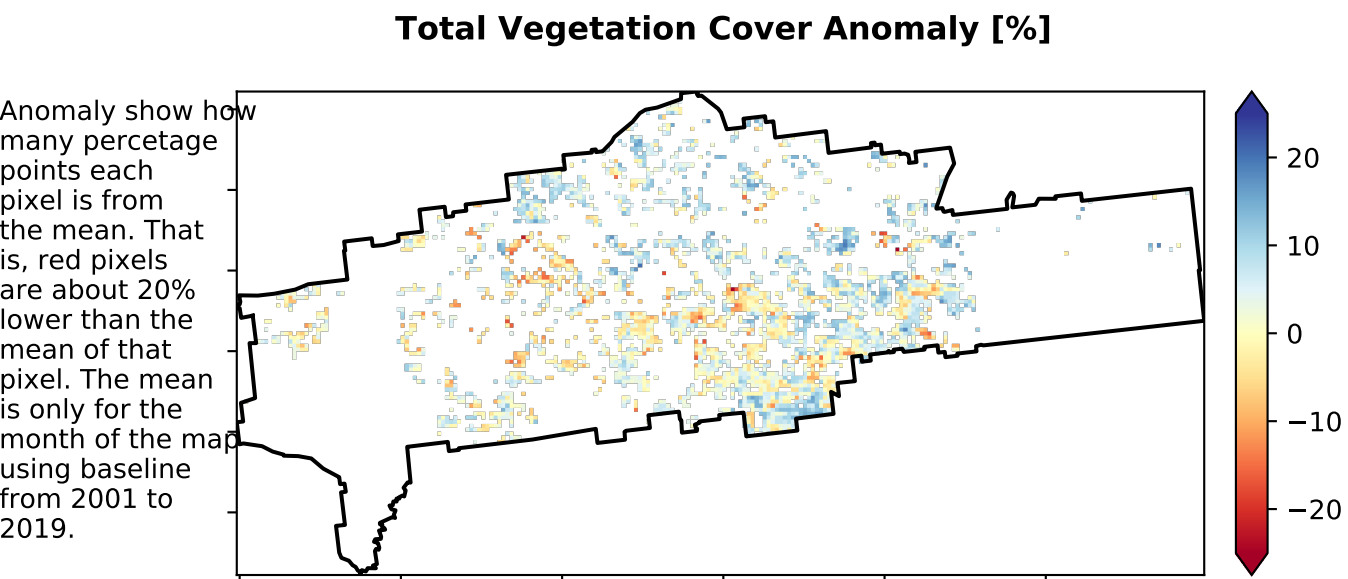 Total Vegetation Cover Anomaly [%]
Anomaly show how
many percetage
points each
pixel is from
the mean. That
is, red pixels
are about 20%
lower than the
mean of that
pixel. The mean
is only for the
month of the map
using baseline
from 2001 to
2019.
20
10
0
−10
−20